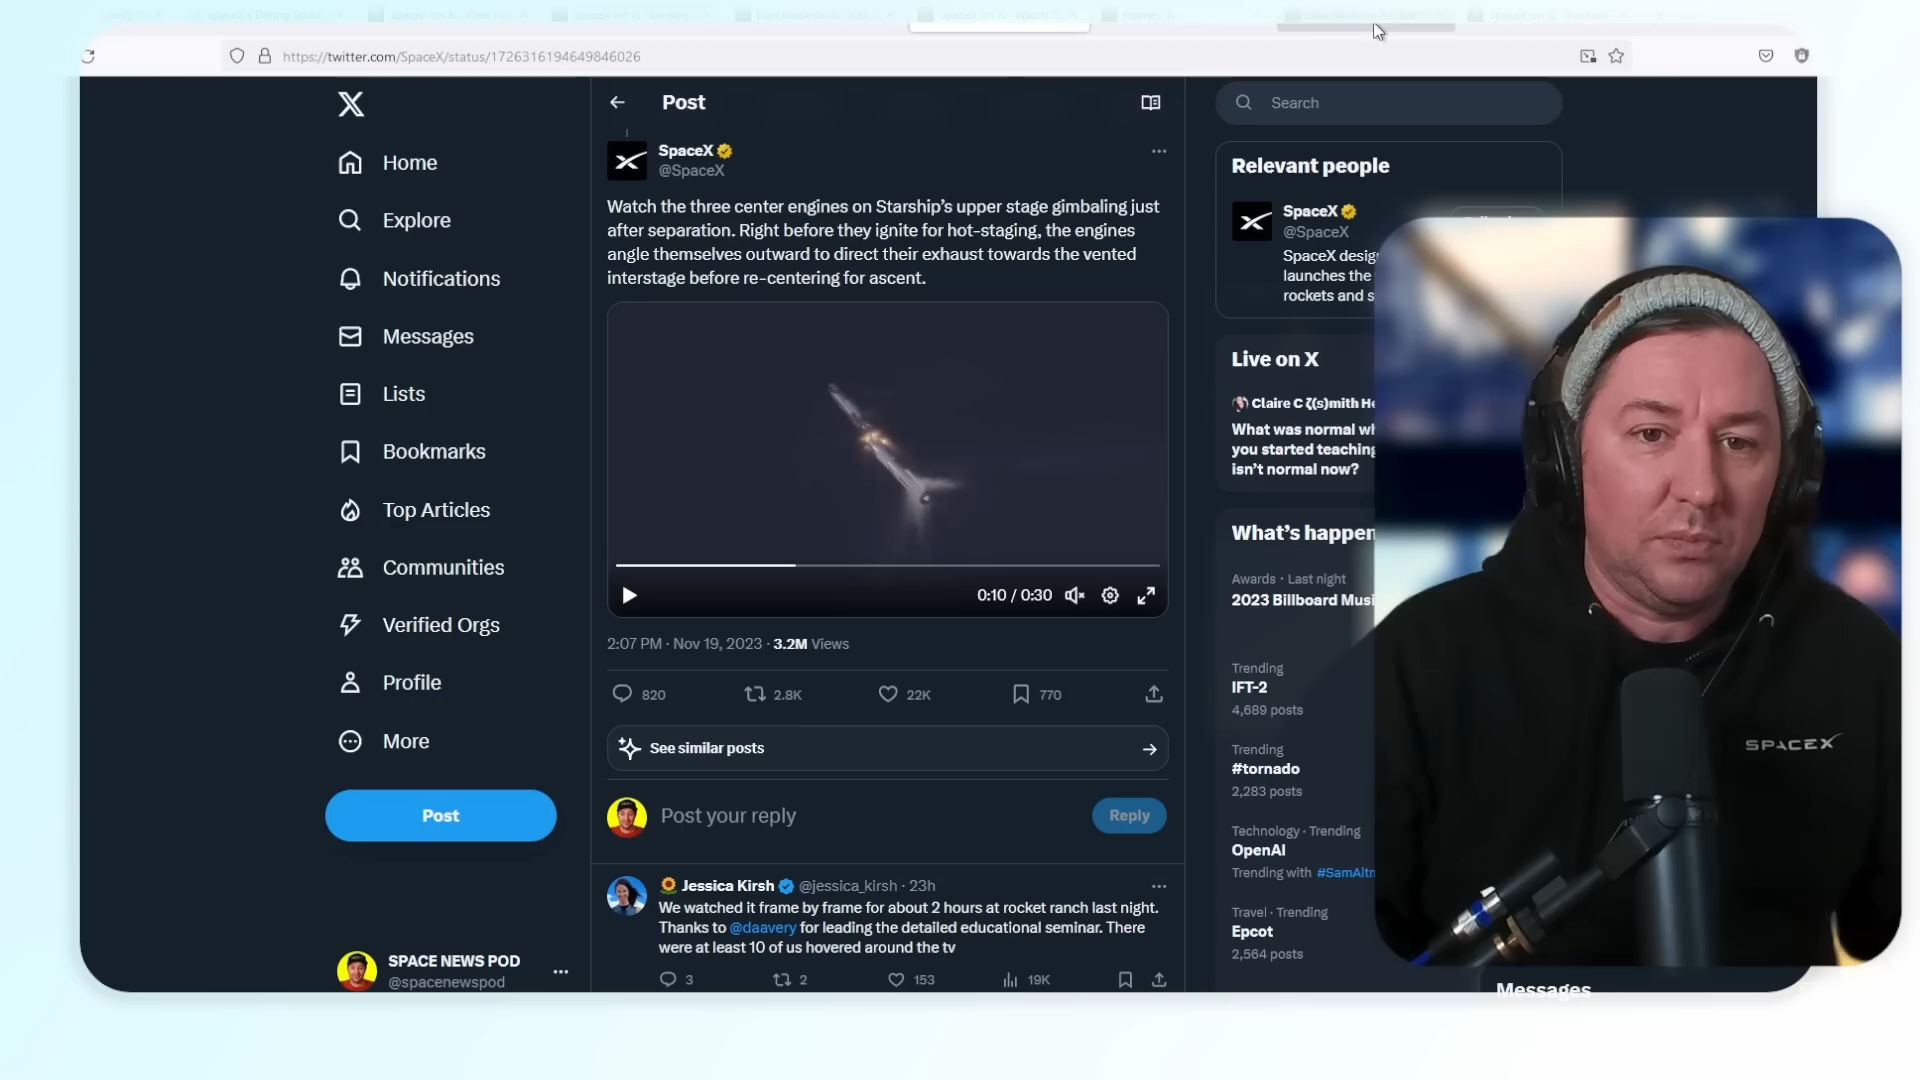 https://twitter.com/SpaceX/status/1726316194649846026
Home
Explore
Notifications
Messages
Lists
Bookmarks
Top Articles
Communities
Verified Orgs
Profile
More
Post
SPACE NEWS POD
@spacenewspod
Post
SpaceX
@SpaceX
Watch the three center engines on Starship’s upper stage gimbaling just
after separation. Right before they ignite for hot-staging, the engines
angle themselves outward to direct their exhaust towards the vented
interstage before re-centering for ascent.
0:10 / 0:30
2:07 PM · Nov 19, 2023 · 3.2M Views
820 2.8K 22K 770
See similar posts
Post your reply
Reply
Jessica Kirsh @jessica_kirsh · 23h
We watched it frame by frame for about 2 hours at rocket ranch last night.
Thanks to @daavery for leading the detailed educational seminar. There
were at least 10 of us hovered around the tv
3 2 153 19K
Search
Relevant people
SpaceX
@SpaceX
SpaceX desig
launches the
rockets and s
Live on X
Claire C ζ(s)mith He
What was normal wh
you started teaching
isn’t normal now?
What’s happen
Awards · Last night
2023 Billboard Musi
Trending
IFT-2
4,689 posts
Trending
#tornado
2,283 posts
Technology · Trending
OpenAI
Trending with #SamAltm
Travel · Trending
Epcot
2,564 posts
Messages
SPACEX